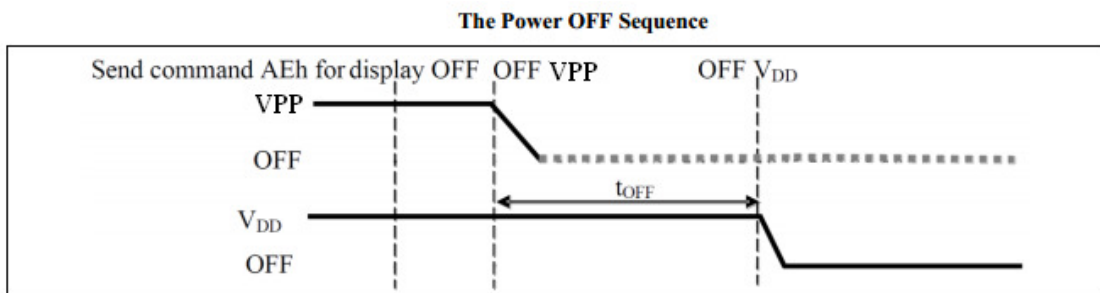 The Power OFF Sequence
Send command AEh for display OFF OFF VPP OFF VDD
VPP
OFF
tOFF
VDD
OFF